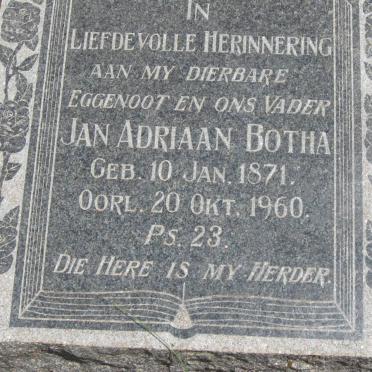 IN
LIEFDEVOLLE HERINNERING
AAN MY DIERBARE
EGGENOOT EN ONS VADER
JAN ADRIAAN BOTHA
GEB. 10 JAN. 1871.
OORL. 20 OKT. 1960.
PS. 23.
DIE HERE IS MY HERDER.